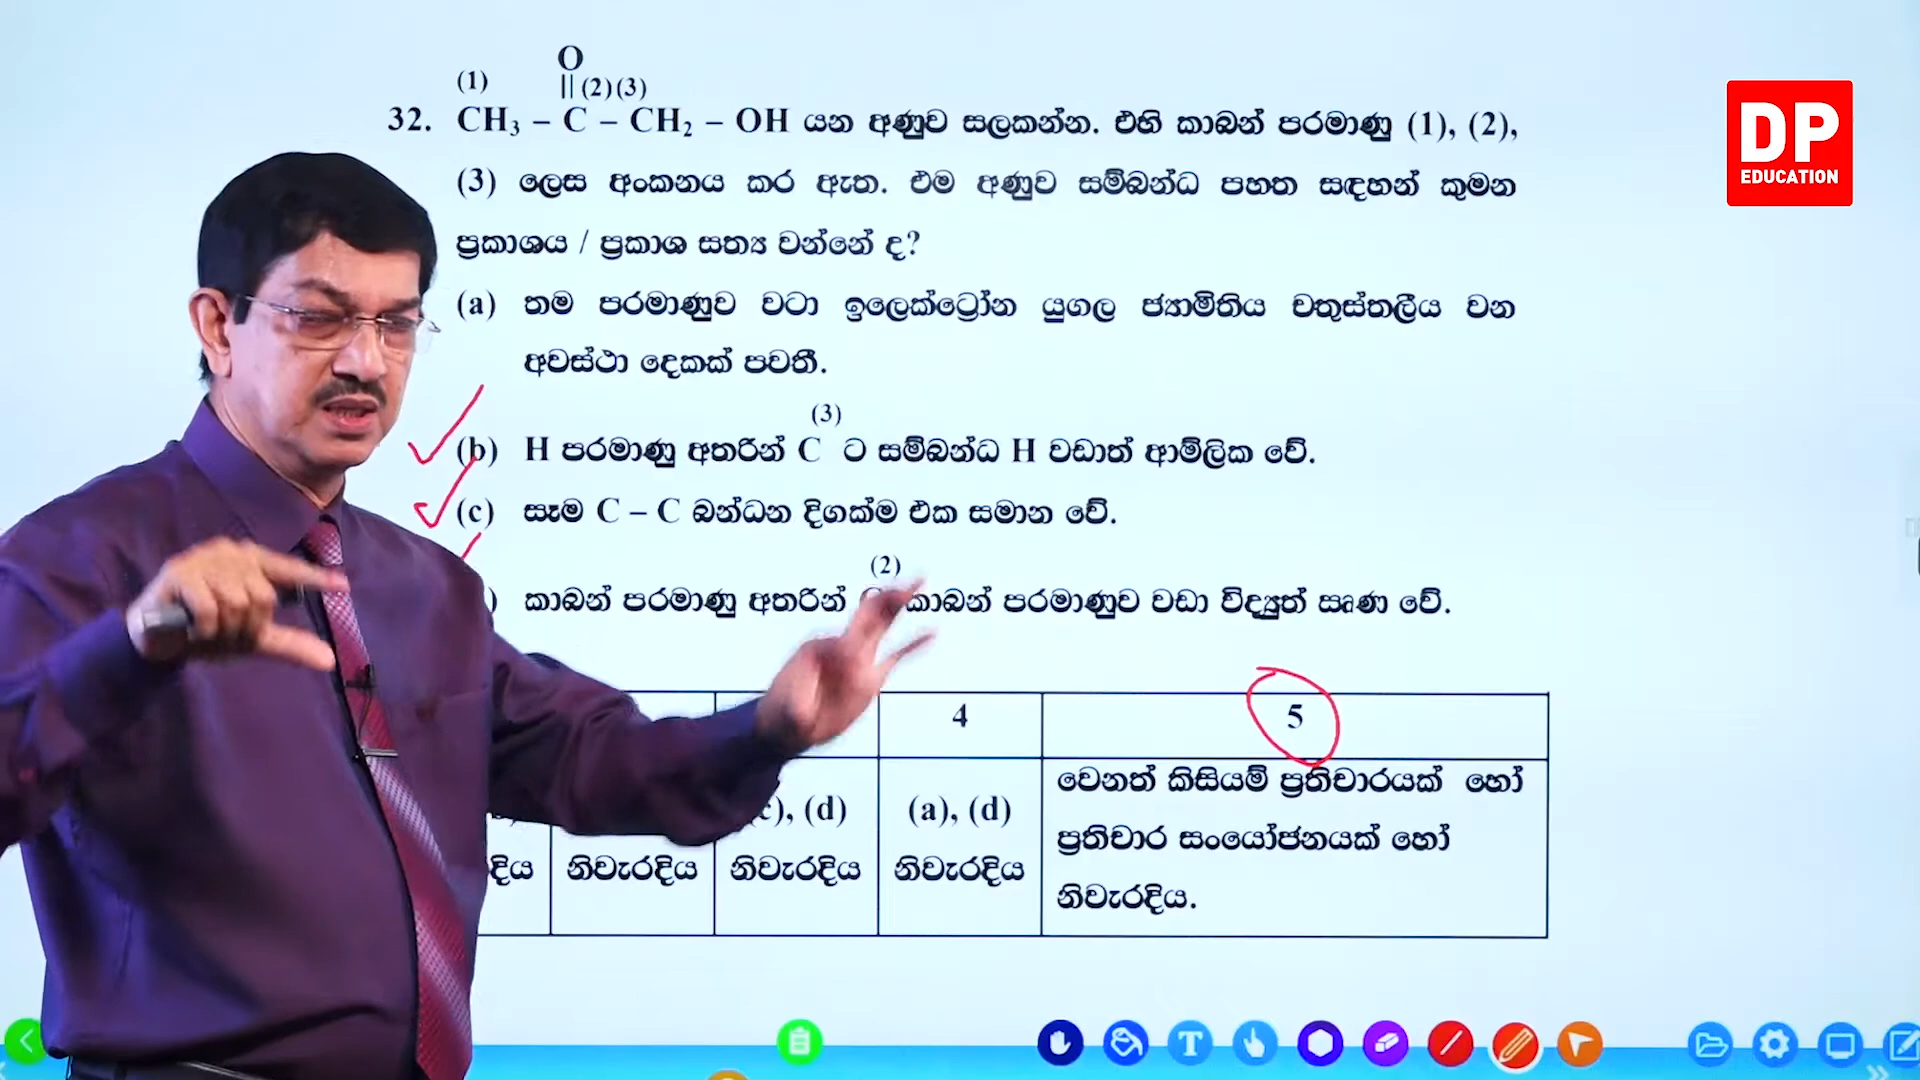 O
(1) || (2) (3)
32. CH₃ – C – CH₂ – OH යන අණුව සලකන්න. එහි කාබන් පරමාණු (1), (2),
(3) ලෙස අංකනය කර ඇත. එම අණුව සම්බන්ධ පහත සඳහන් කුමන
ප්‍රකාශය / ප්‍රකාශ සත්‍ය වන්නේ ද?
(a) තම පරමාණුව වටා ඉලෙක්ට්‍රෝන යුගල ජ්‍යාමිතිය චතුස්තලීය වන
අවස්ථා දෙකක් පවතී.
(3)
(b) H පරමාණු අතරින් C ට සම්බන්ධ H වඩාත් ආම්ලික වේ.
(c) සෑම C – C බන්ධන දිගක්ම එක සමාන වේ.
(2)
) කාබන් පරමාණු අතරින් කාබන් පරමාණුව වඩා විද්‍යුත් ඍණ වේ.
4 5
(d) (a), (d) වෙනත් කිසියම් ප්‍රතිචාරයක් හෝ
ප්‍රතිචාර සංයෝජනයක් හෝ
නිවැරදිය නිවැරදිය නිවැරදිය නිවැරදිය.
DP
EDUCATION